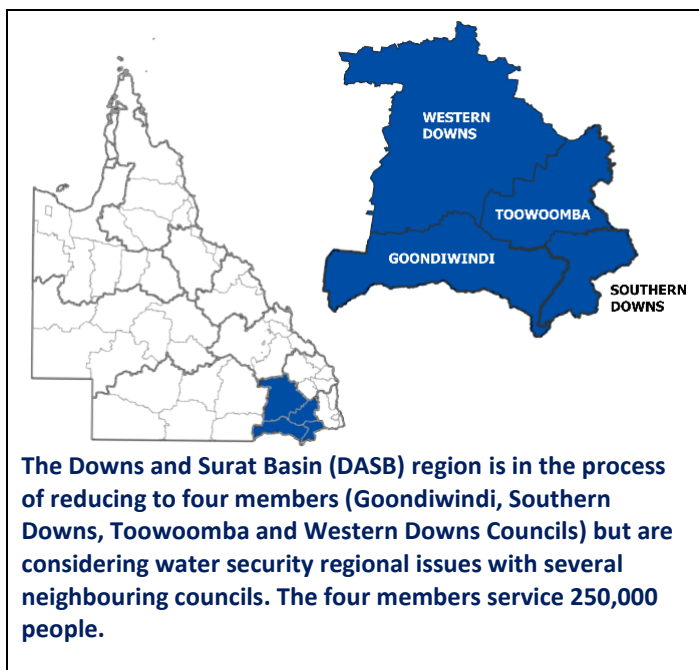 WESTERN
DOWNS
TOOWOOMBA
GOONDIWINDI
SOUTHERN
DOWNS
The Downs and Surat Basin (DASB) region is in the process
of reducing to four members (Goondiwindi, Southern
Downs, Toowoomba and Western Downs Councils) but are
considering water security regional issues with several
neighbouring councils. The four members service 250,000
people.